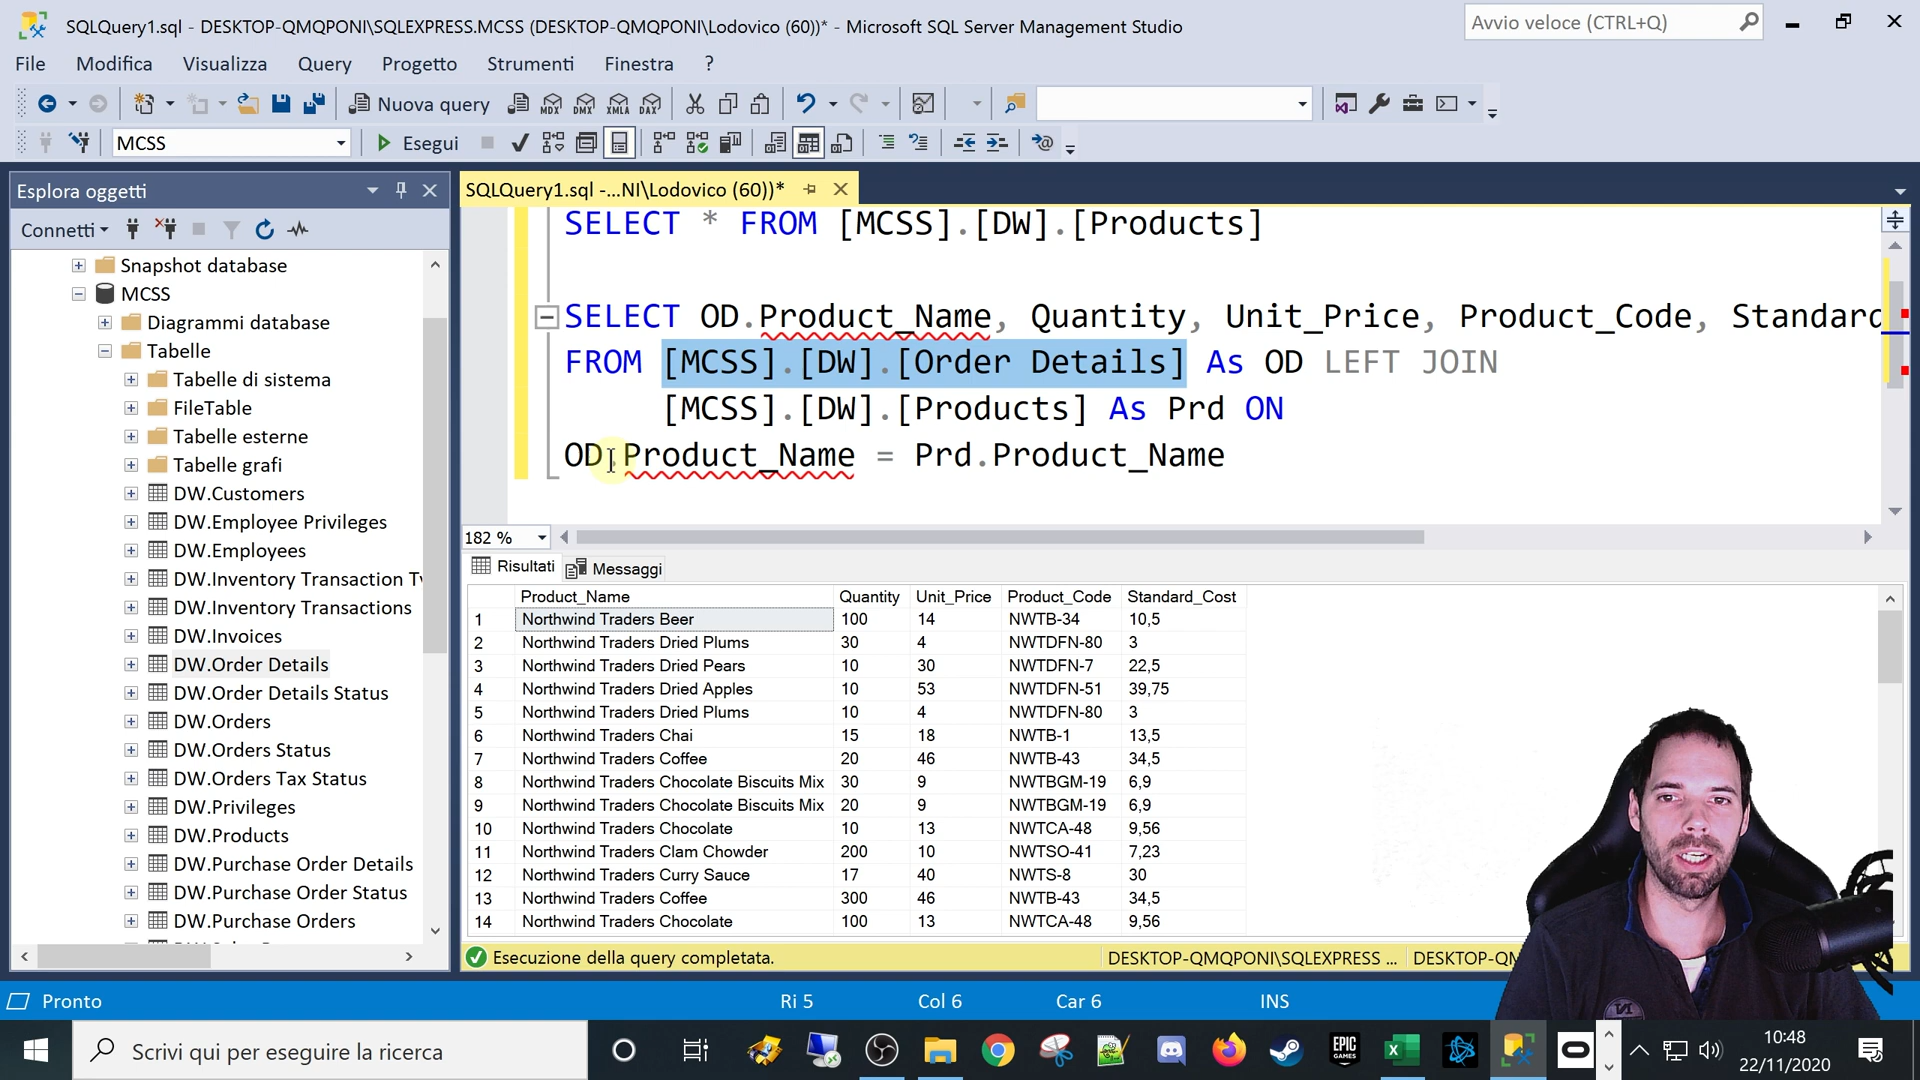 SQLQuery1.sql - DESKTOP-QMQPONI\SQLEXPRESS.MCSS (DESKTOP-QMQPONI\Lodovico (60))* - Microsoft SQL Server Management Studio
Avvio veloce (CTRL+Q)
File Modifica Visualizza Query Progetto Strumenti Finestra ?
Nuova query
MDX DMX XMLA DAX
MCSS
Esegui
Esplora oggetti
SQLQuery1.sql -...NI\Lodovico (60))*
Connetti
Snapshot database
MCSS
Diagrammi database
Tabelle
Tabelle di sistema
FileTable
Tabelle esterne
Tabelle grafi
DW.Customers
DW.Employee Privileges
DW.Employees
DW.Inventory Transaction Ty
DW.Inventory Transactions
DW.Invoices
DW.Order Details
DW.Order Details Status
DW.Orders
DW.Orders Status
DW.Orders Tax Status
DW.Privileges
DW.Products
DW.Purchase Order Details
DW.Purchase Order Status
DW.Purchase Orders
SELECT * FROM [MCSS].[DW].[Products]
SELECT OD.Product_Name, Quantity, Unit_Price, Product_Code, Standard
FROM [MCSS].[DW].[Order Details] As OD LEFT JOIN
[MCSS].[DW].[Products] As Prd ON
OD.Product_Name = Prd.Product_Name
182 %
Risultati Messaggi
Product_Name Quantity Unit_Price Product_Code Standard_Cost
1 Northwind Traders Beer 100 14 NWTB-34 10,5
2 Northwind Traders Dried Plums 30 4 NWTDFN-80 3
3 Northwind Traders Dried Pears 10 30 NWTDFN-7 22,5
4 Northwind Traders Dried Apples 10 53 NWTDFN-51 39,75
5 Northwind Traders Dried Plums 10 4 NWTDFN-80 3
6 Northwind Traders Chai 15 18 NWTB-1 13,5
7 Northwind Traders Coffee 20 46 NWTB-43 34,5
8 Northwind Traders Chocolate Biscuits Mix 30 9 NWTBGM-19 6,9
9 Northwind Traders Chocolate Biscuits Mix 20 9 NWTBGM-19 6,9
10 Northwind Traders Chocolate 10 13 NWTCA-48 9,56
11 Northwind Traders Clam Chowder 200 10 NWTSO-41 7,23
12 Northwind Traders Curry Sauce 17 40 NWTS-8 30
13 Northwind Traders Coffee 300 46 NWTB-43 34,5
14 Northwind Traders Chocolate 100 13 NWTCA-48 9,56
Esecuzione della query completata.
DESKTOP-QMQPONI\SQLEXPRESS ...
DESKTOP-QM
Pronto
Ri 5
Col 6
Car 6
INS
Scrivi qui per eseguire la ricerca
EPIC GAMES
10:48
22/11/2020